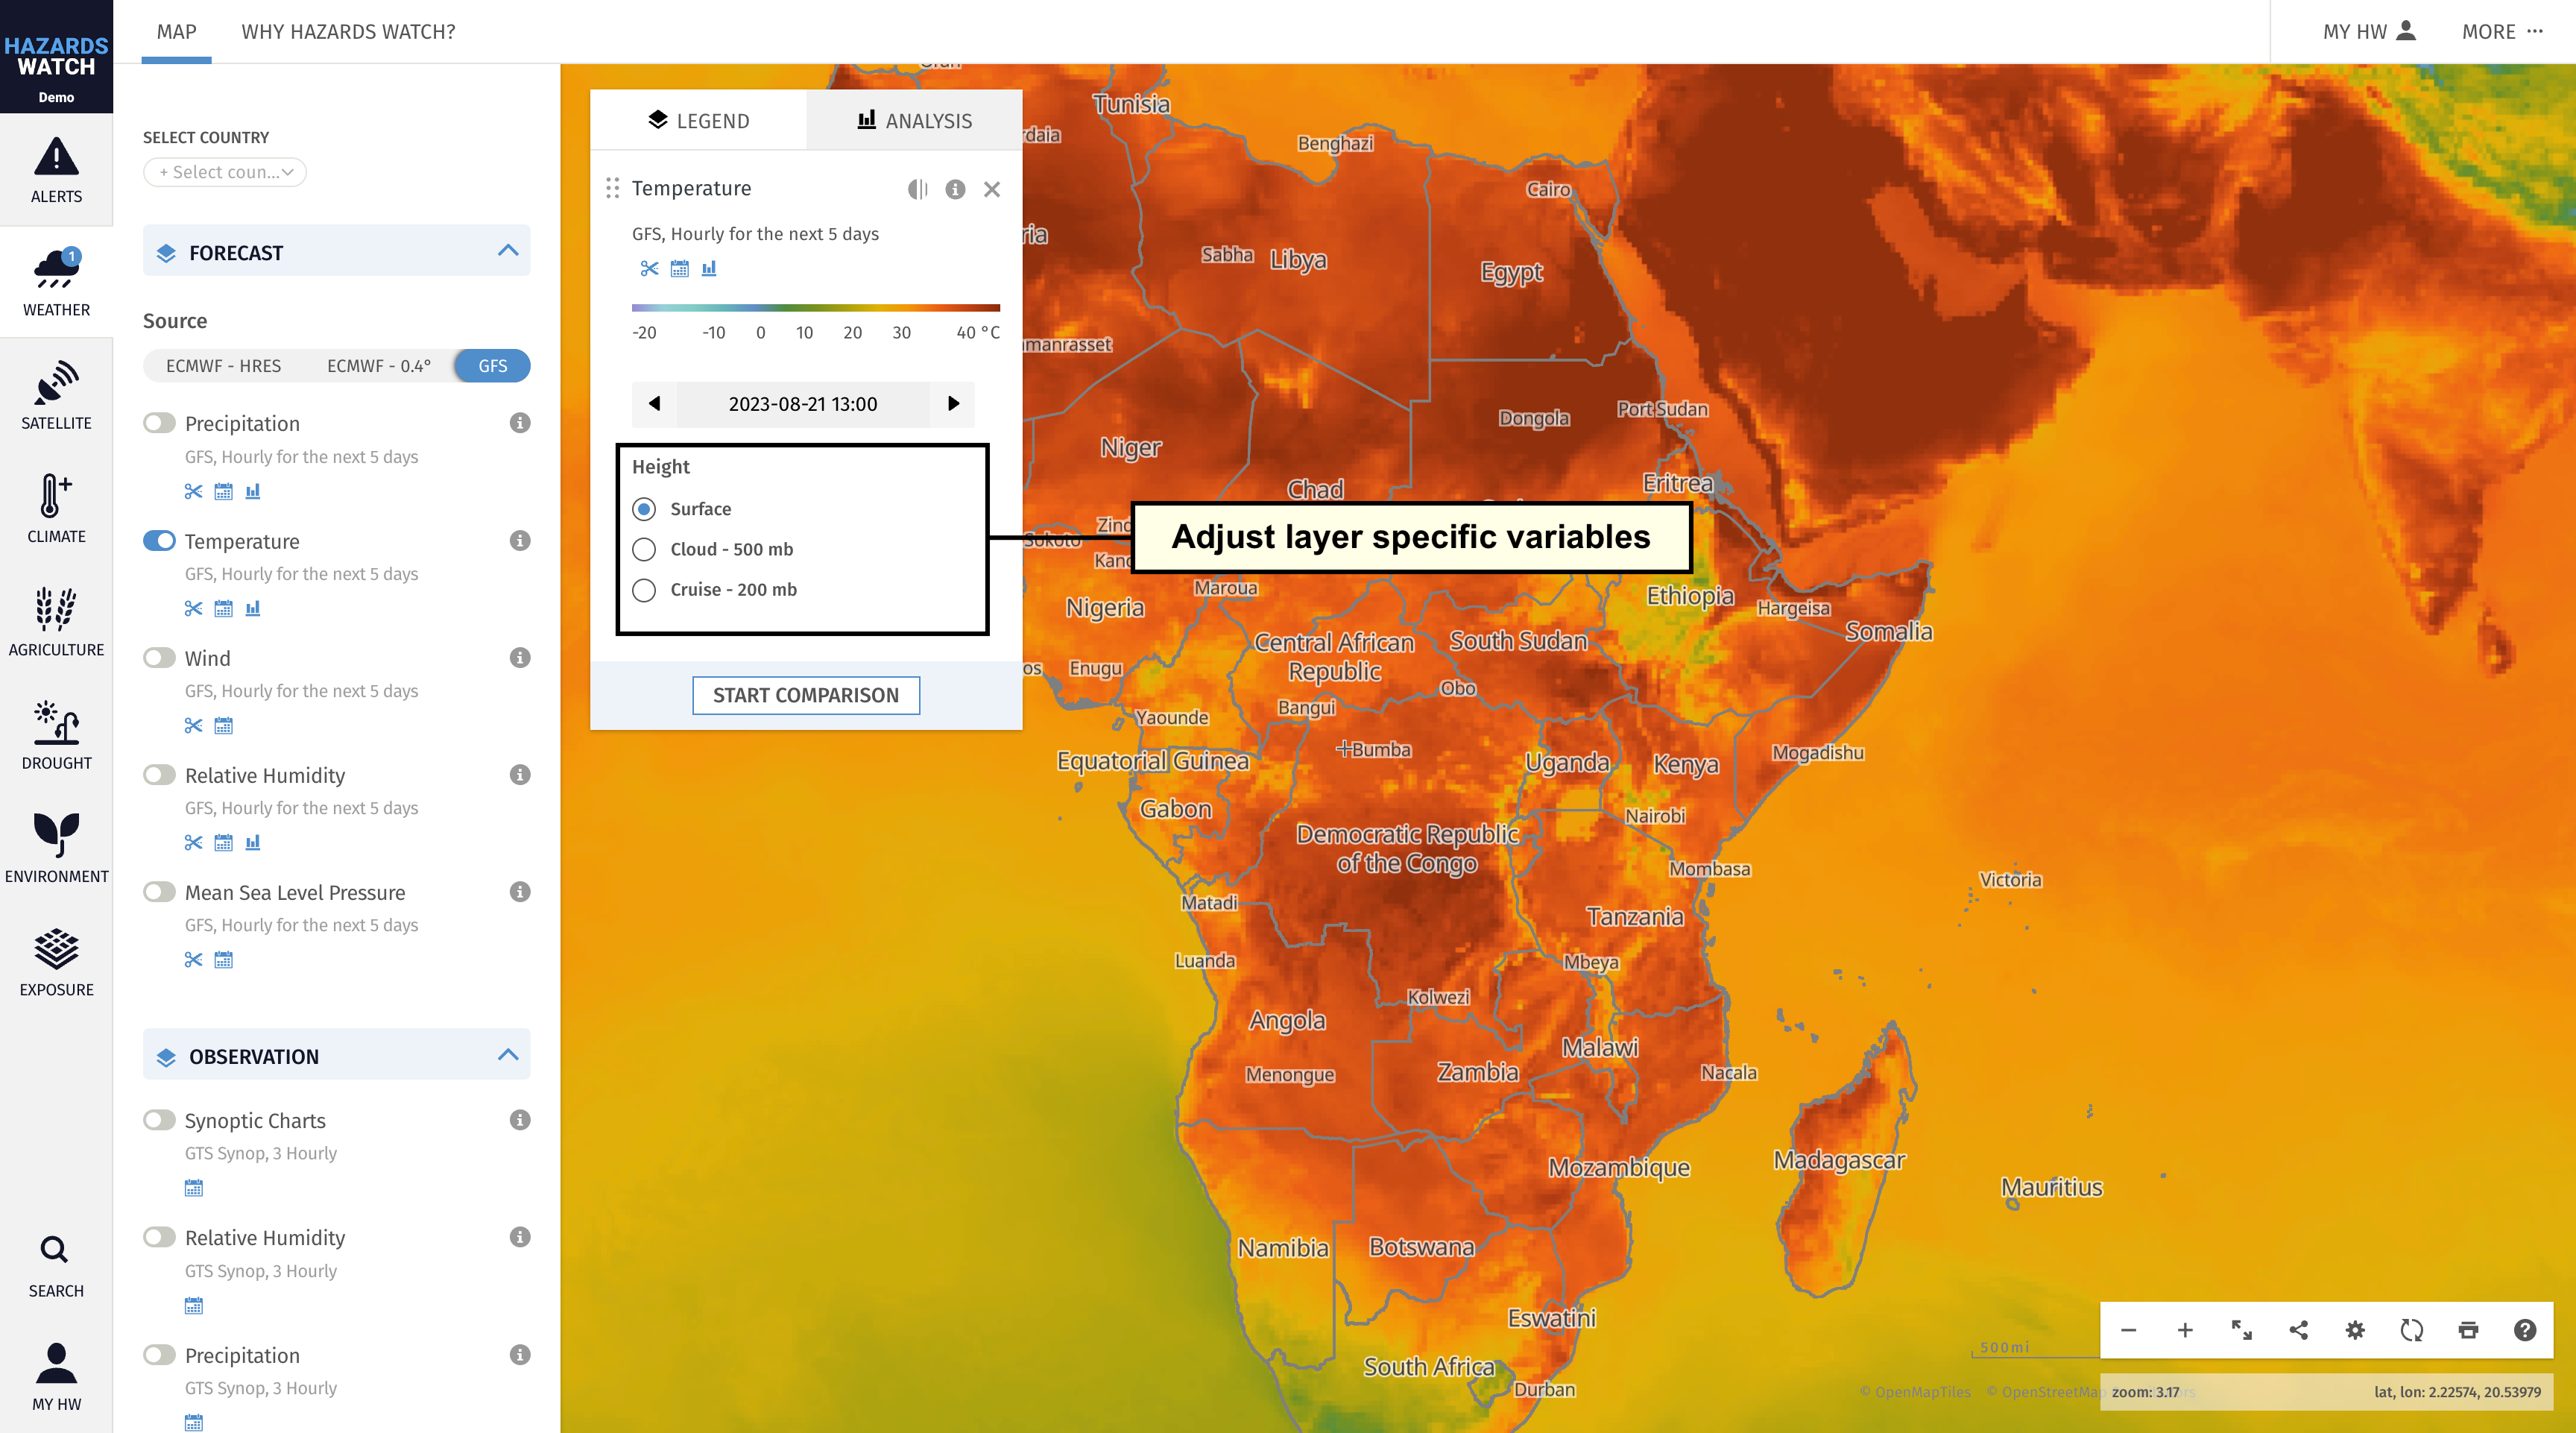 HAZARDS
WATCH
Demo
MAP
WHY HAZARDS WATCH?
MY HW
MORE
ALERTS
1
WEATHER
SATELLITE
CLIMATE
AGRICULTURE
DROUGHT
ENVIRONMENT
EXPOSURE
SEARCH
MY HW
SELECT COUNTRY
+ Select coun...
FORECAST
Source
ECMWF - HRES
ECMWF - 0.4°
GFS
Precipitation
GFS, Hourly for the next 5 days
Temperature
GFS, Hourly for the next 5 days
Wind
GFS, Hourly for the next 5 days
Relative Humidity
GFS, Hourly for the next 5 days
Mean Sea Level Pressure
GFS, Hourly for the next 5 days
OBSERVATION
Synoptic Charts
GTS Synop, 3 Hourly
Relative Humidity
GTS Synop, 3 Hourly
Precipitation
GTS Synop, 3 Hourly
LEGEND
ANALYSIS
Temperature
GFS, Hourly for the next 5 days
-20 -10 0 10 20 30 40 °C
2023-08-21 13:00
Height
Surface
Cloud - 500 mb
Cruise - 200 mb
START COMPARISON
Adjust layer specific variables
Tunisia
Benghazi
Cairo
Sabha
Libya
Egypt
Dongola
Port Sudan
Niger
Chad
Eritrea
Sokoto
Maroua
Nigeria
Ethiopia
Hargeisa
Somalia
Central African
Republic
South Sudan
Enugu
Obo
Bangui
Yaounde
Bumba
Mogadishu
Equatorial Guinea
Uganda
Kenya
Gabon
Nairobi
Democratic Republic
of the Congo
Mombasa
Victoria
Matadi
Tanzania
Luanda
Mbeya
Kolwezi
Angola
Malawi
Menongue
Zambia
Nacala
Mozambique
Madagascar
Mauritius
Namibia
Botswana
Eswatini
South Africa
Durban
500mi
© OpenMapTiles © OpenStreetMap
zoom: 3.17
lat, lon: 2.22574, 20.53979